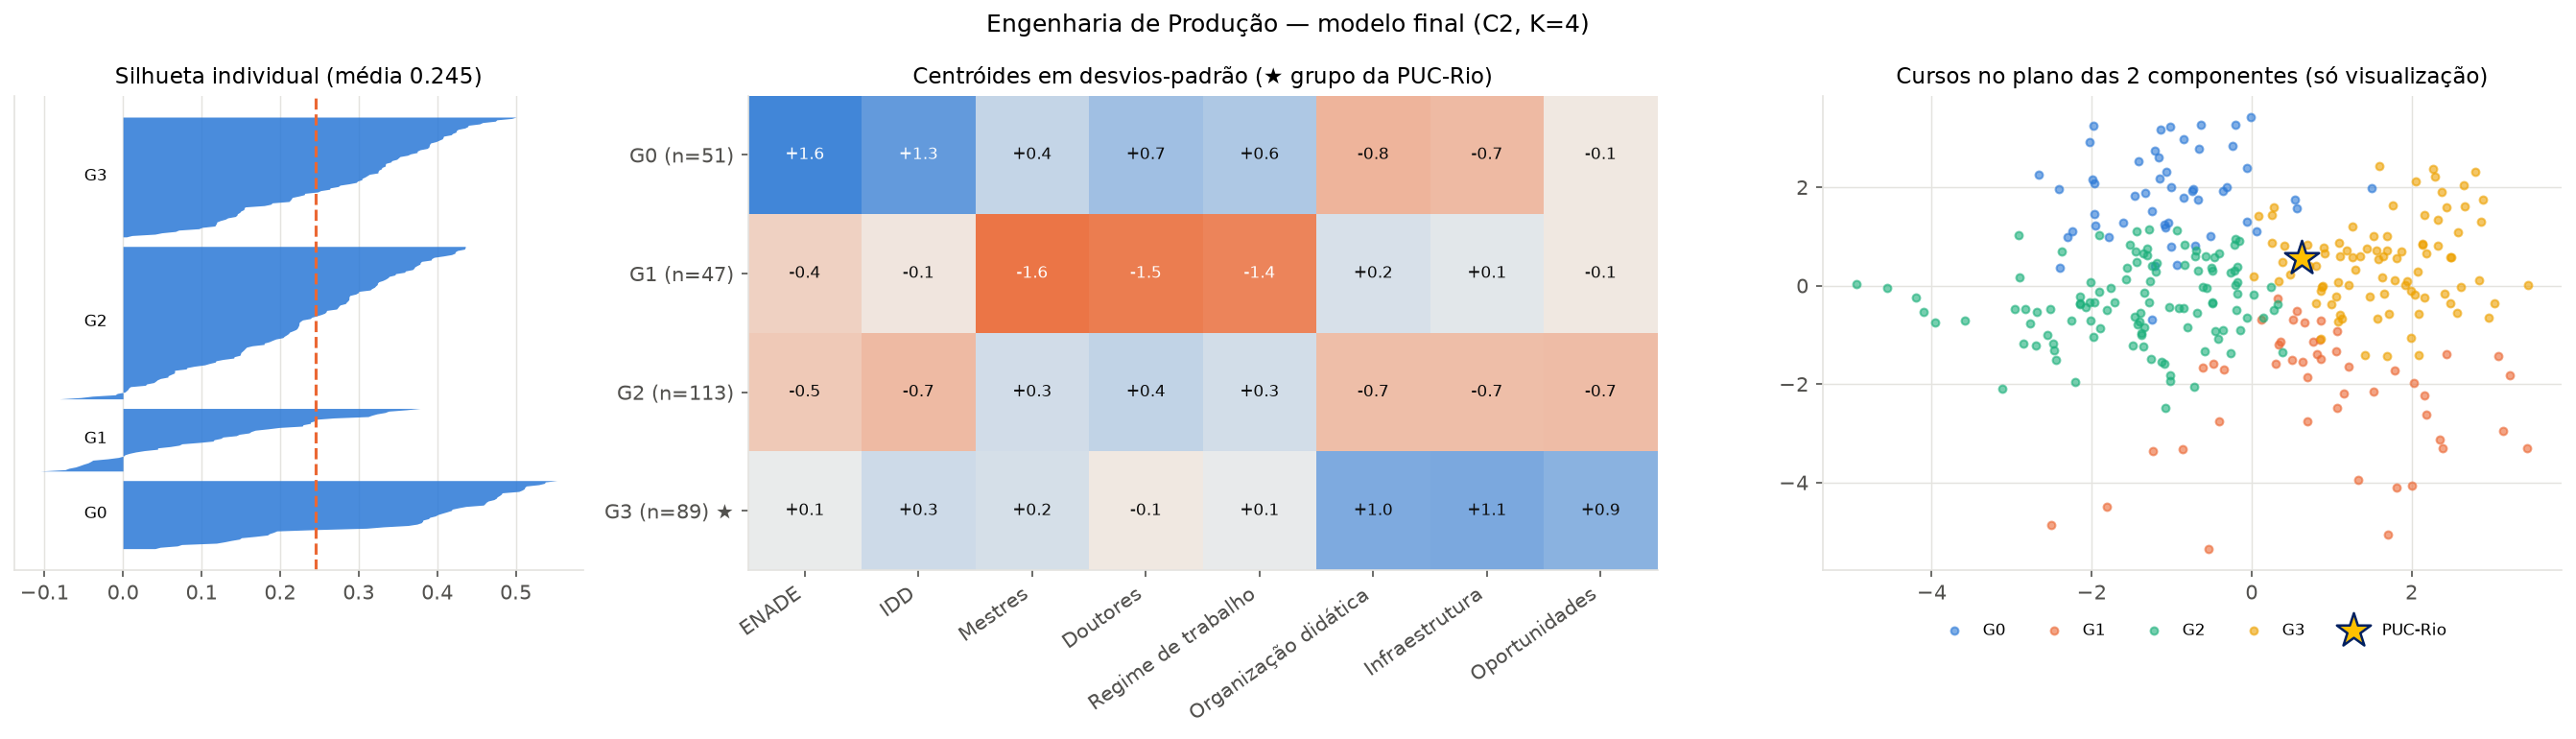 Engenharia de Produção — modelo final (C2, K=4)
Silhueta individual (média 0.245)
G3
G2
G1
G0
−0.1 0.0 0.1 0.2 0.3 0.4 0.5
Centróides em desvios-padrão (★ grupo da PUC-Rio)
G0 (n=51) +1.6 +1.3 +0.4 +0.7 +0.6 -0.8 -0.7 -0.1
G1 (n=47) -0.4 -0.1 -1.6 -1.5 -1.4 +0.2 +0.1 -0.1
G2 (n=113) -0.5 -0.7 +0.3 +0.4 +0.3 -0.7 -0.7 -0.7
G3 (n=89) ★ +0.1 +0.3 +0.2 -0.1 +0.1 +1.0 +1.1 +0.9
ENADE
IDD
Mestres
Doutores
Regime de trabalho
Organização didática
Infraestrutura
Oportunidades
Cursos no plano das 2 componentes (só visualização)
2
0
−2
−4
−4 −2 0 2
G0 G1 G2 G3 PUC-Rio